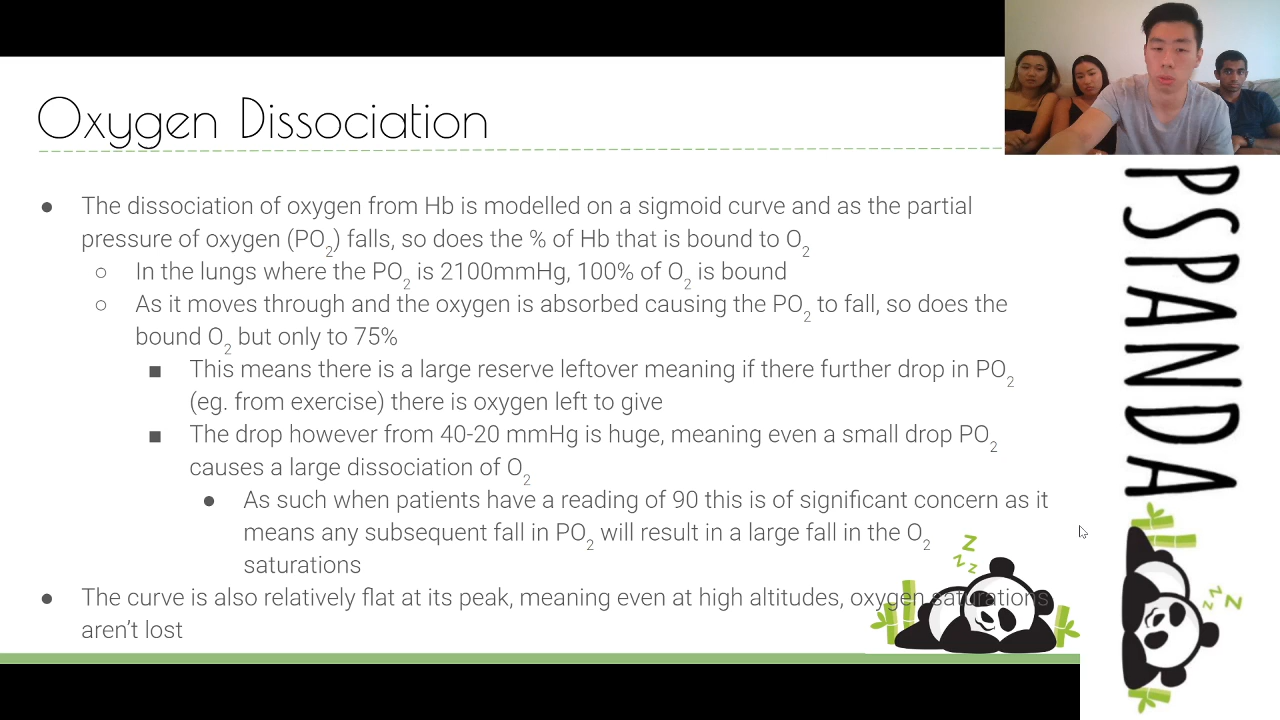 Oxygen Dissociation
● The dissociation of oxygen from Hb is modelled on a sigmoid curve and as the partial
pressure of oxygen (PO2) falls, so does the % of Hb that is bound to O2
○ In the lungs where the PO2 is 2100mmHg, 100% of O2 is bound
○ As it moves through and the oxygen is absorbed causing the PO2 to fall, so does the
bound O2 but only to 75%
■ This means there is a large reserve leftover meaning if there further drop in PO2
(eg. from exercise) there is oxygen left to give
■ The drop however from 40-20 mmHg is huge, meaning even a small drop PO2
causes a large dissociation of O2
● As such when patients have a reading of 90 this is of significant concern as it
means any subsequent fall in PO2 will result in a large fall in the O2
saturations
● The curve is also relatively flat at its peak, meaning even at high altitudes, oxygen saturations
aren't lost
z z z
PSPANDA
z z z